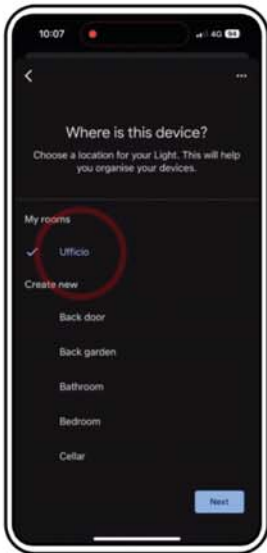 10:07
4G 94
Where is this device?
Choose a location for your Light. This will help
you organise your devices.
My rooms
Ufficio
Create new
Back door
Back garden
Bathroom
Bedroom
Cellar
Next